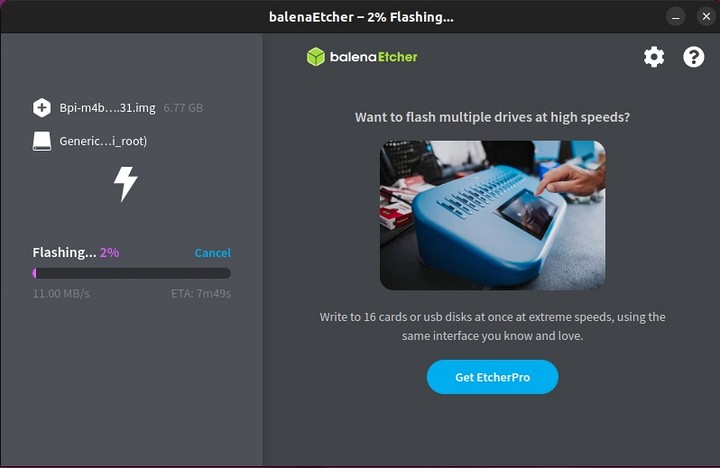 balenaEtcher – 2% Flashing...
balenaEtcher
Bpi-m4b....31.img 6.77 GB
Generic...i_root)
Flashing... 2% Cancel
11.00 MB/s ETA: 7m49s
Want to flash multiple drives at high speeds?
Write to 16 cards or usb disks at once at extreme speeds, using the
same interface you know and love.
Get EtcherPro